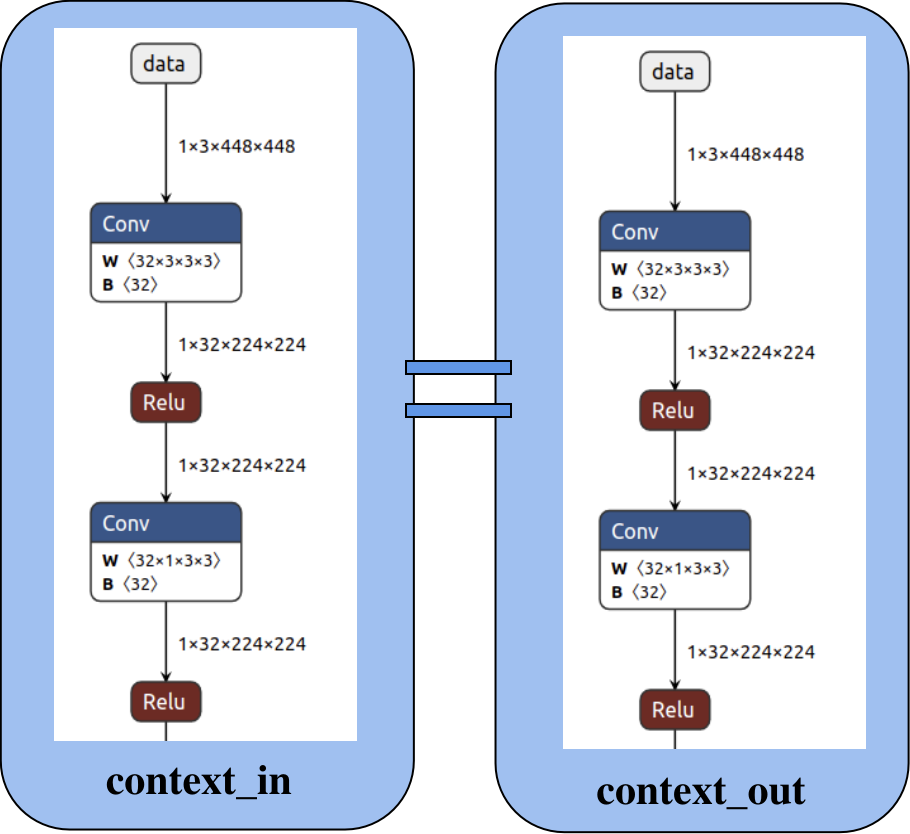 data
1×3×448×448
Conv
W 〈32×3×3×3〉
B 〈32〉
1×32×224×224
Relu
1×32×224×224
Conv
W 〈32×1×3×3〉
B 〈32〉
1×32×224×224
Relu
context_in
data
1×3×448×448
Conv
W 〈32×3×3×3〉
B 〈32〉
1×32×224×224
Relu
1×32×224×224
Conv
W 〈32×1×3×3〉
B 〈32〉
1×32×224×224
Relu
context_out